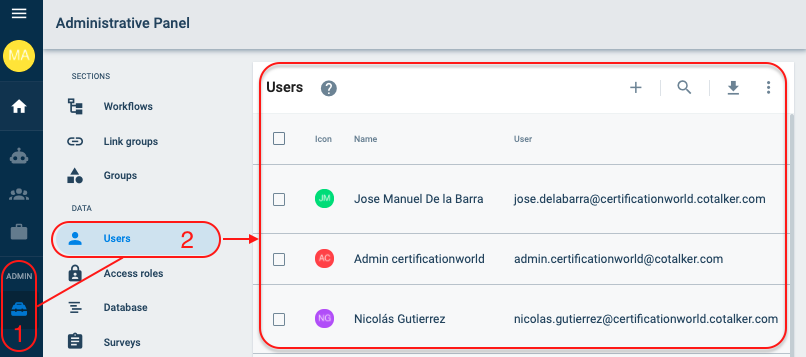 Administrative Panel
MA
SECTIONS
Workflows
Link groups
Groups
DATA
Users 2
Access roles
Database
Surveys
ADMIN
1
Users ?
Icon Name User
JM Jose Manuel De la Barra jose.delabarra@certificationworld.cotalker.com
AC Admin certificationworld admin.certificationworld@cotalker.com
NG Nicolás Gutierrez nicolas.gutierrez@certificationworld.cotalker.com